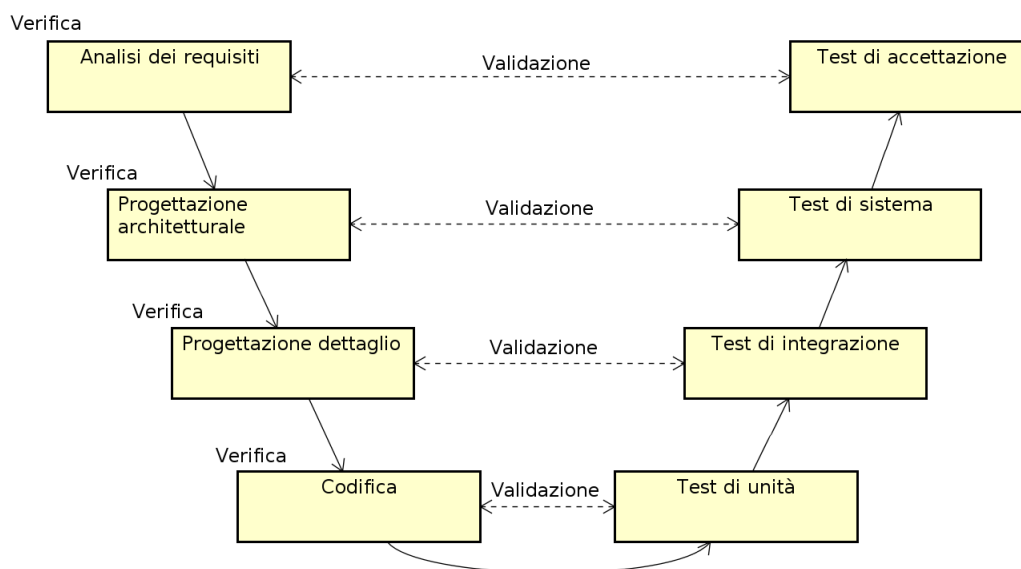 Verifica
Analisi dei requisiti
Validazione
Test di accettazione
Verifica
Progettazione
architetturale
Validazione
Test di sistema
Verifica
Progettazione dettaglio
Validazione
Test di integrazione
Verifica
Codifica
Validazione
Test di unità